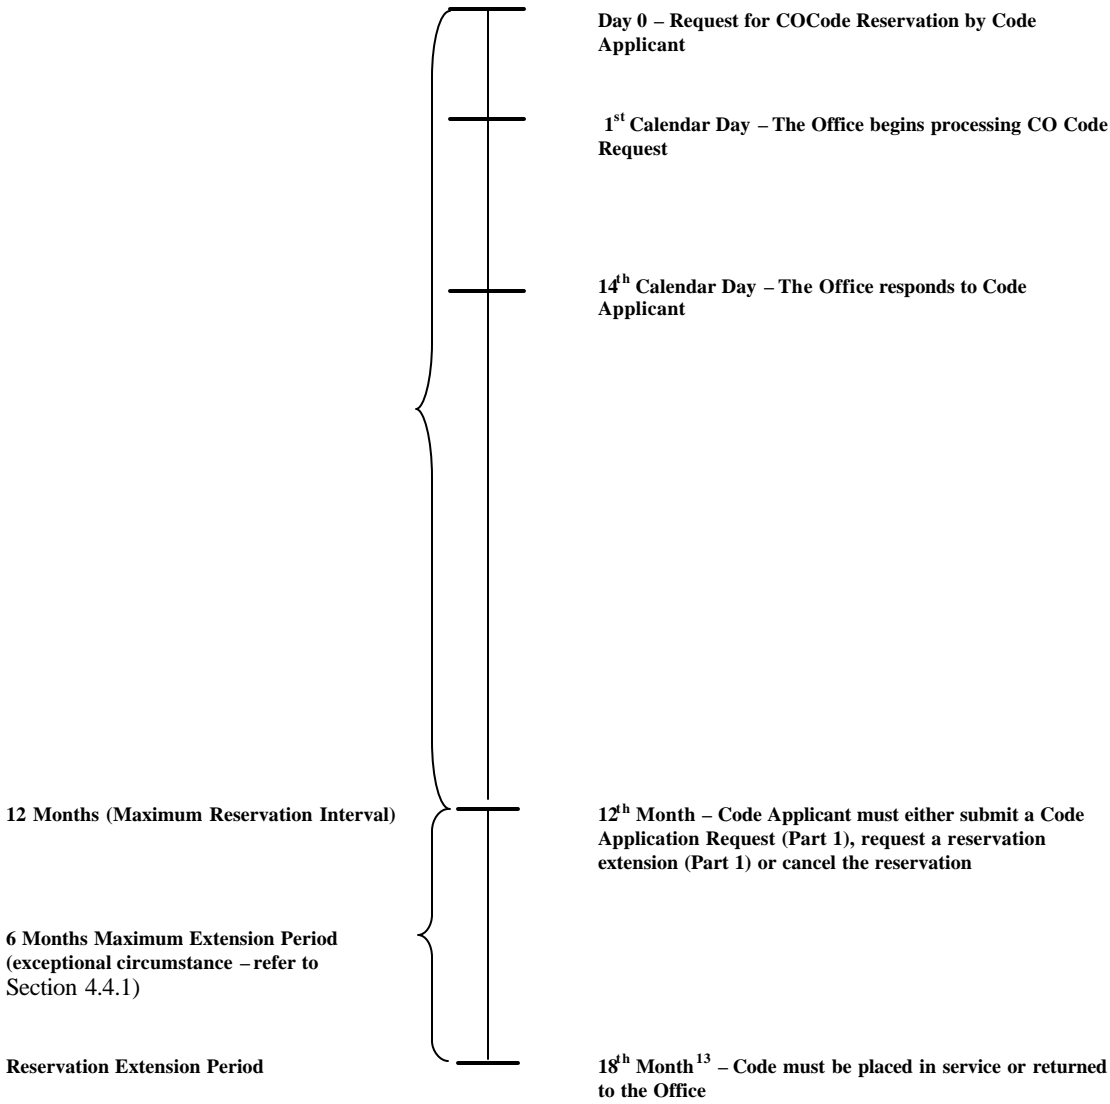 Day 0 – Request for COCode Reservation by Code
Applicant
1st Calendar Day – The Office begins processing CO Code
Request
14th Calendar Day – The Office responds to Code
Applicant
12 Months (Maximum Reservation Interval)
12th Month – Code Applicant must either submit a Code
Application Request (Part 1), request a reservation
extension (Part 1) or cancel the reservation
6 Months Maximum Extension Period
(exceptional circumstance – refer to
Section 4.4.1)
Reservation Extension Period
18th Month13 – Code must be placed in service or returned
to the Office